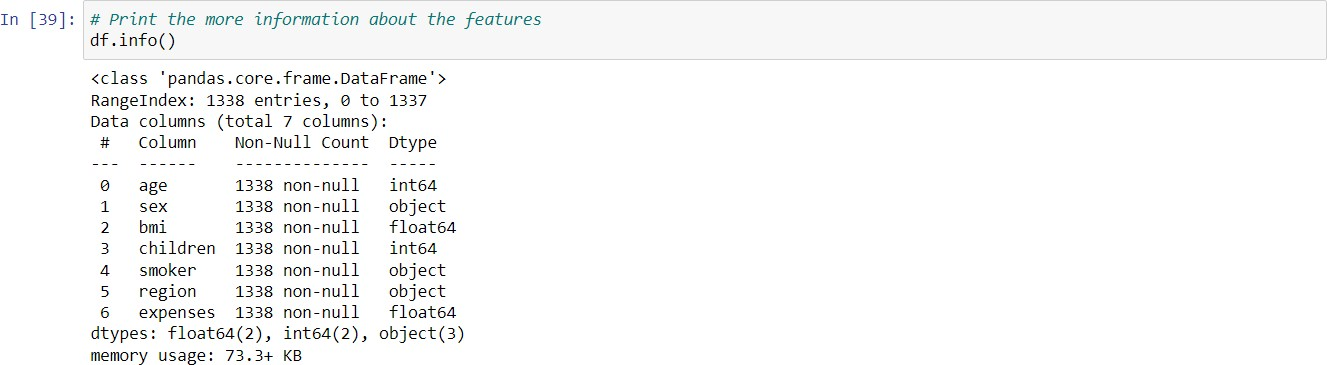 In [39]: # Print the more information about the features
df.info()
<class 'pandas.core.frame.DataFrame'>
RangeIndex: 1338 entries, 0 to 1337
Data columns (total 7 columns):
 #   Column    Non-Null Count  Dtype
---  ------    --------------  -----
 0   age       1338 non-null   int64
 1   sex       1338 non-null   object
 2   bmi       1338 non-null   float64
 3   children  1338 non-null   int64
 4   smoker    1338 non-null   object
 5   region    1338 non-null   object
 6   expenses  1338 non-null   float64
dtypes: float64(2), int64(2), object(3)
memory usage: 73.3+ KB